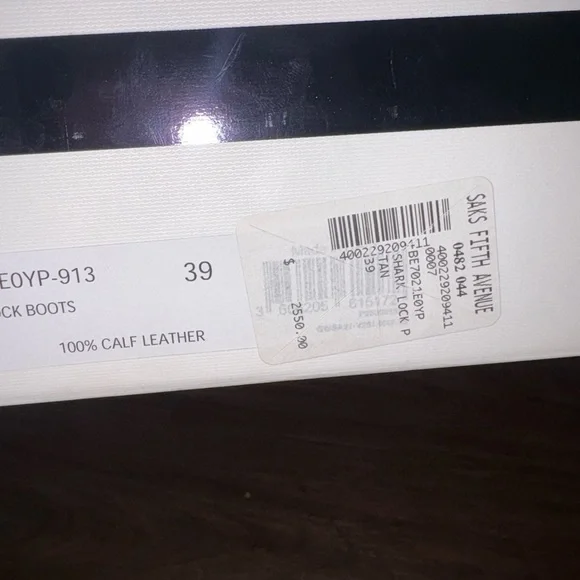 E0YP-913 39
CK BOOTS
100% CALF LEATHER
Made
SAKS FIFTH AVENUE
0482 044
400229209411
0007
BE7021E0YP
SHARK LOCK P
TAN
39
400229209411
$ 2550.00